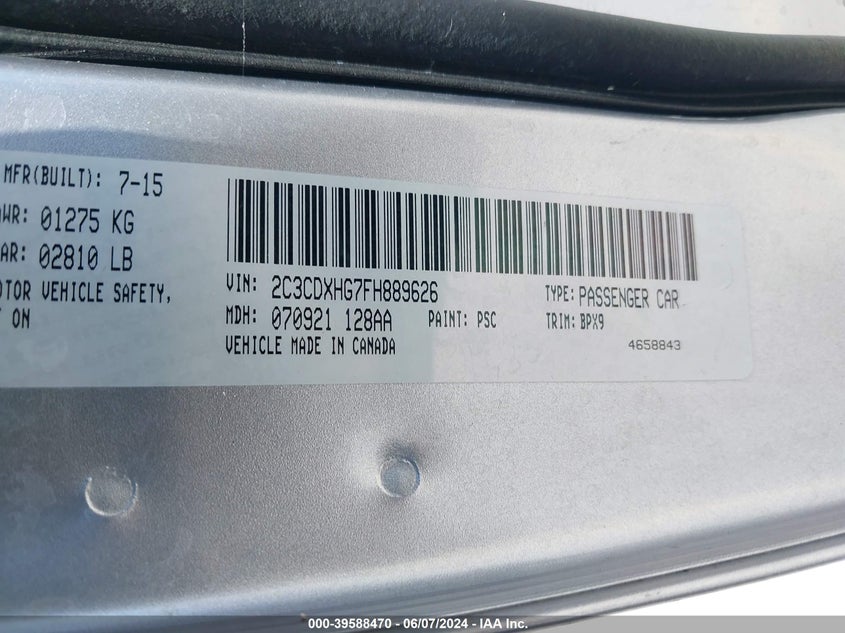 MFR(BUILT): 7-15
WR: 01275 KG
AR: 02810 LB
OTOR VEHICLE SAFETY,
ON
VIN: 2C3CDXHG7FH889626
TYPE: PASSENGER CAR
MDH: 070921 128AA PAINT: PSC
TRIM: BPX9
VEHICLE MADE IN CANADA
4658843
000-39588470 - 06/07/2024 - IAA Inc.